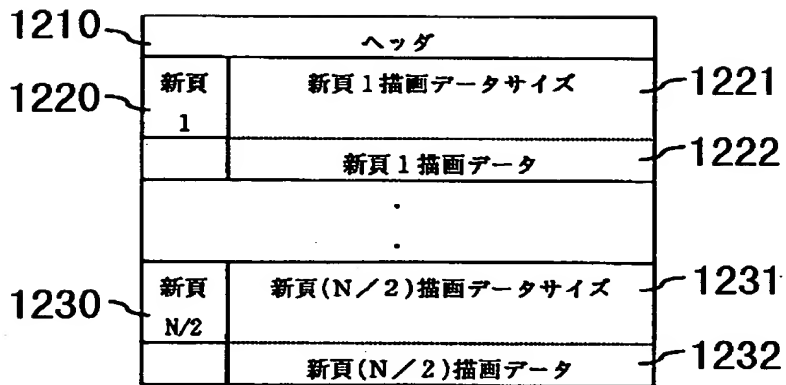 1210
ヘッダ
1220
新頁
1
新頁1描画データサイズ
1221
新頁1描画データ
1222
・
・
1230
新頁
N/2
新頁(N/2)描画データサイズ
1231
新頁(N/2)描画データ
1232